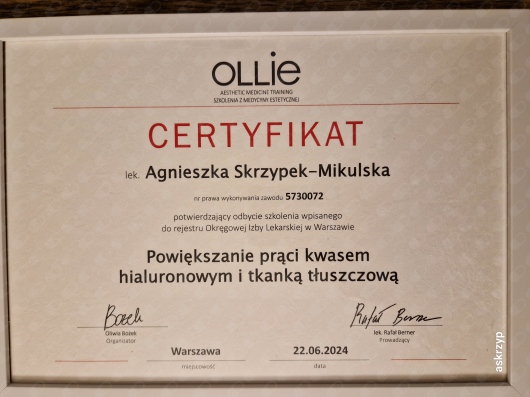 OLLiE
AESTHETIC MEDICINE TRAINING
SZKOLENIA Z MEDYCYNY ESTETYCZNEJ
CERTYFIKAT
lek. Agnieszka Skrzypek-Mikulska
nr prawa wykonywania zawodu 5730072
potwierdzający odbycie szkolenia wpisanego
do rejestru Okręgowej Izby Lekarskiej w Warszawie
Powiększanie prąci kwasem
hialuronowym i tkanką tłuszczową
Rafał Berner
Oliwia Bożek
Organizator
lek. Rafał Berner
Prowadzący
Warszawa
miejscowość
22.06.2024
data
askrzyp